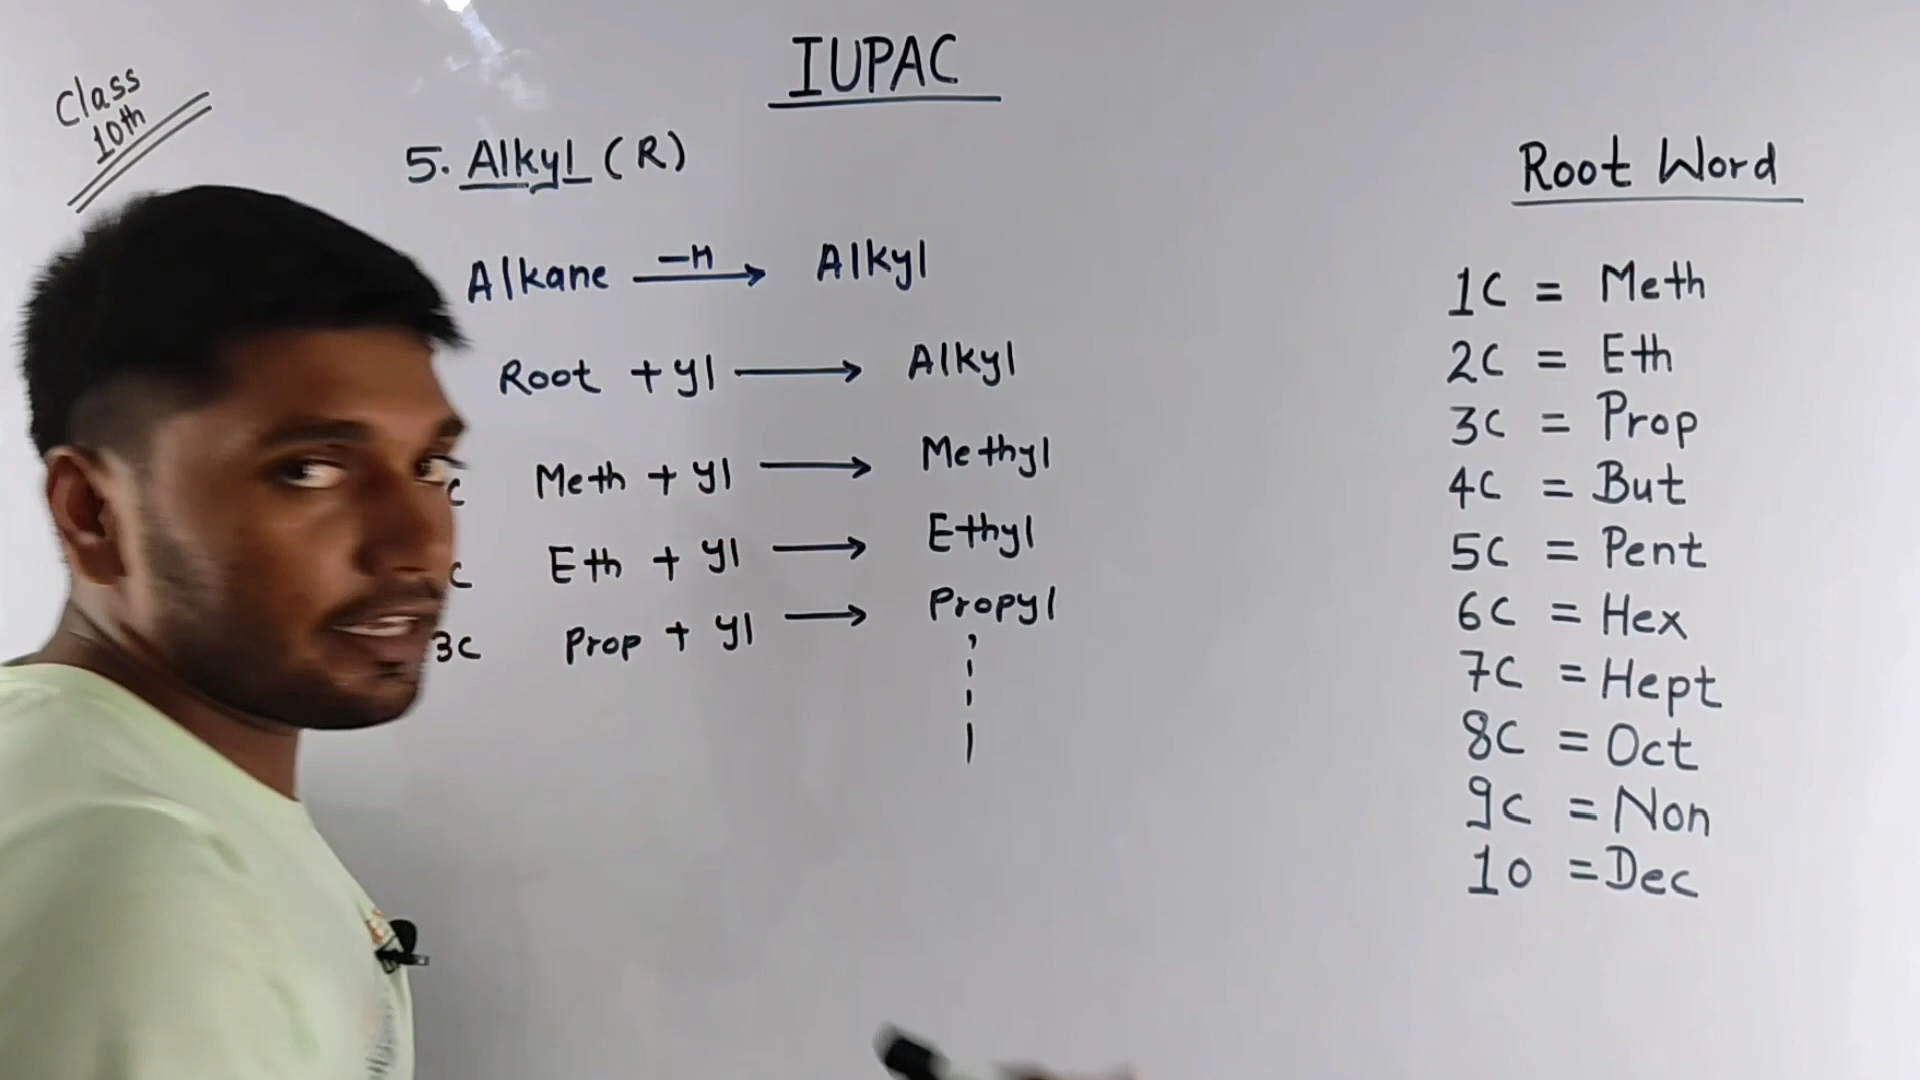 IUPAC
Class
10th
5. Alkyl (R)
Alkane —H→ Alkyl
Root + yl → Alkyl
C Meth + yl → Methyl
C Eth + yl → Ethyl
3C Prop + yl → Propyl
Root Word
1C = Meth
2C = Eth
3C = Prop
4C = But
5C = Pent
6C = Hex
7C = Hept
8C = Oct
9C = Non
10 = Dec